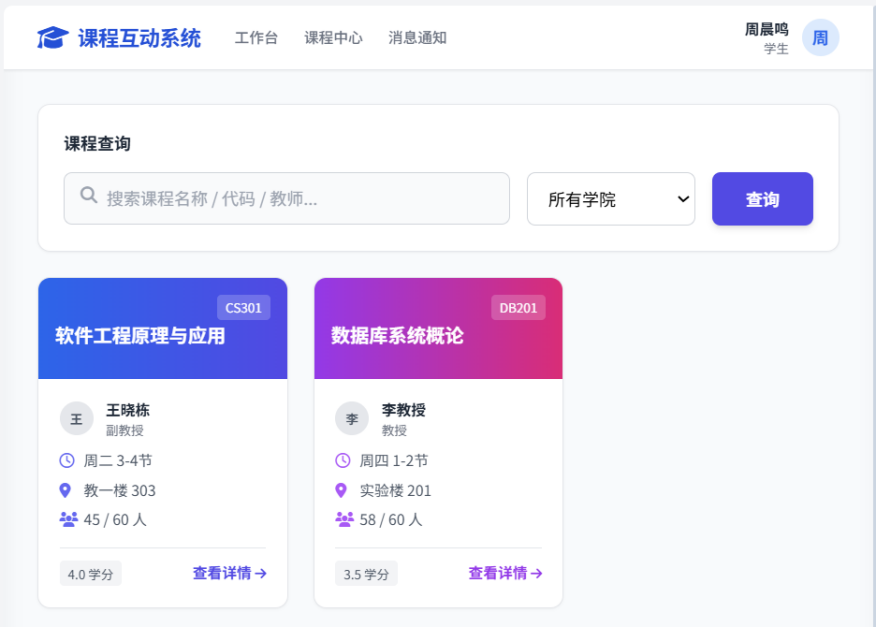 课程互动系统 工作台 课程中心 消息通知 周晨鸣 周
学生
课程查询
搜索课程名称 / 代码 / 教师... 所有学院 查询
CS301
软件工程原理与应用
王 王晓栋
副教授
周二 3-4节
教一楼 303
45 / 60 人
4.0 学分 查看详情
DB201
数据库系统概论
李 李教授
教授
周四 1-2节
实验楼 201
58 / 60 人
3.5 学分 查看详情